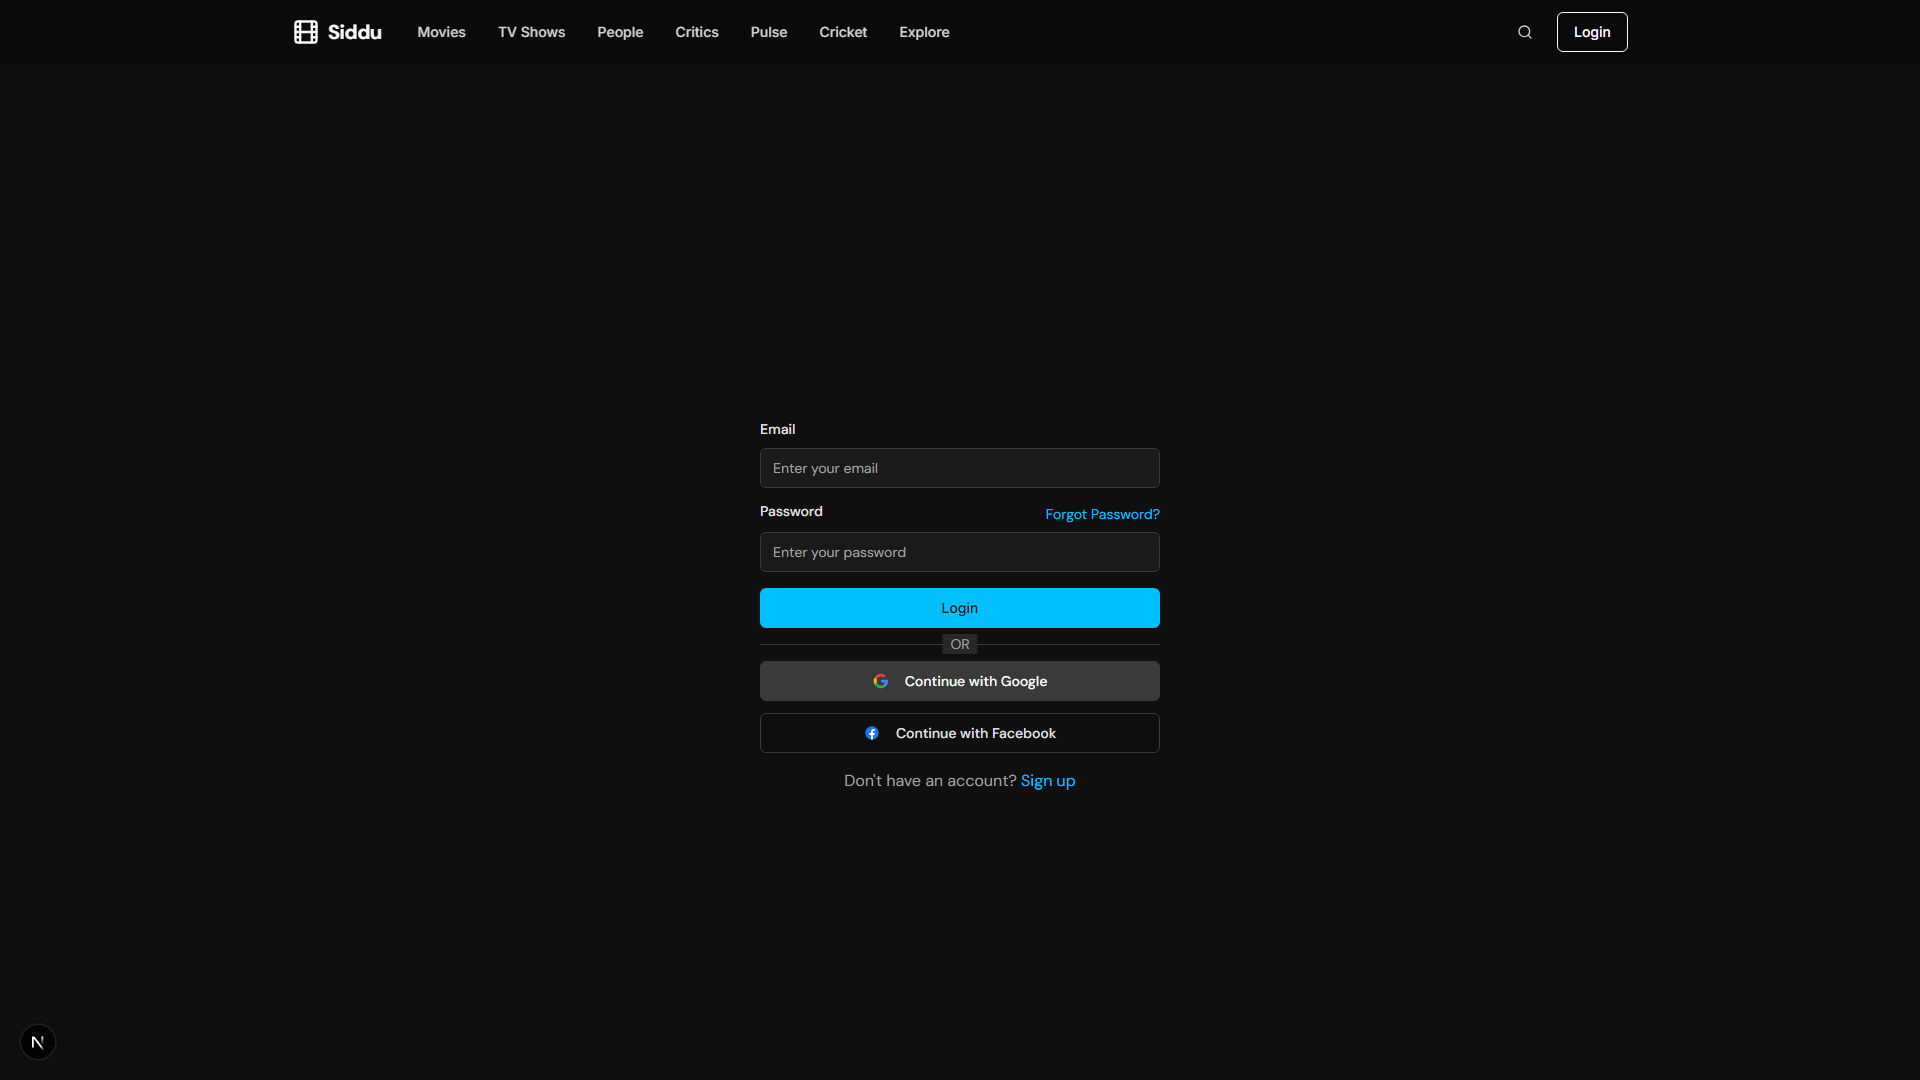 Siddu Movies TV Shows People Critics Pulse Cricket Explore Login
Email
Enter your email
Password Forgot Password?
Enter your password
Login
OR
Continue with Google
Continue with Facebook
Don't have an account? Sign up
N